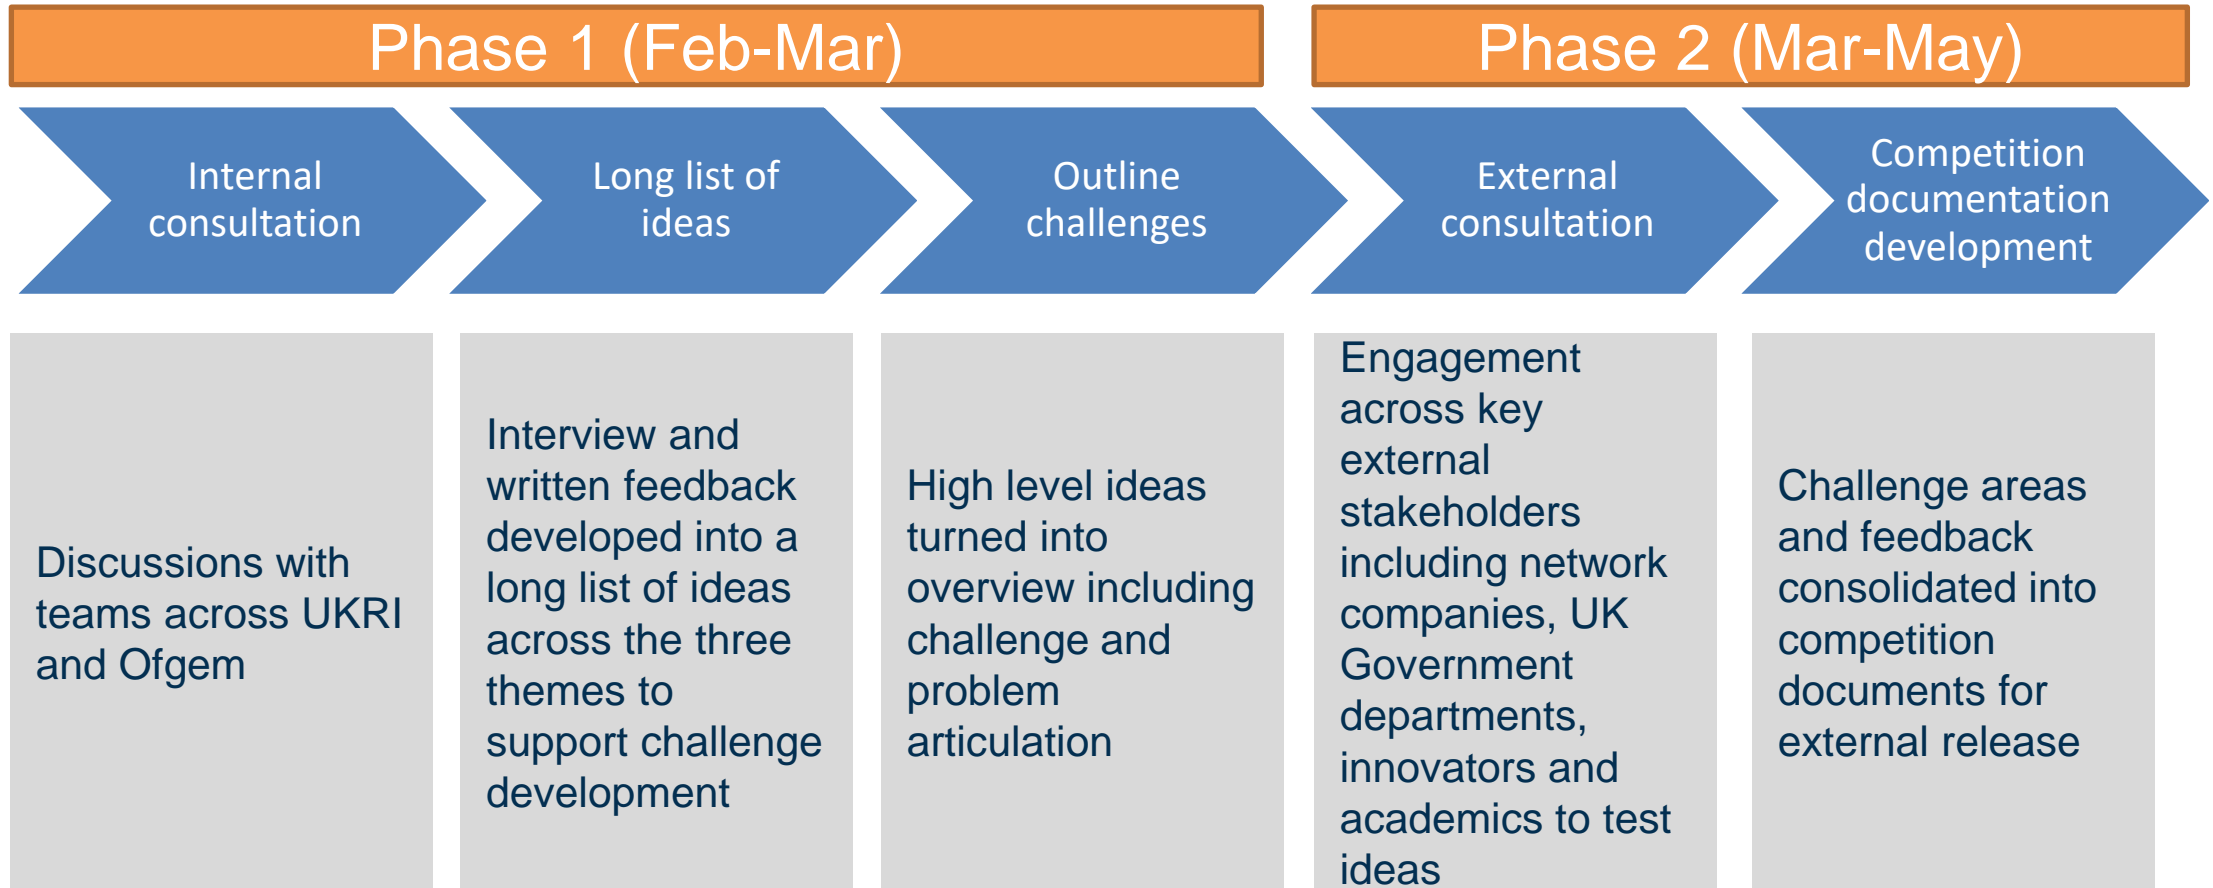 Phase 1 (Feb-Mar)
Phase 2 (Mar-May)
Internal
consultation
Long list of
ideas
Outline
challenges
External
consultation
Competition
documentation
development
Discussions with
teams across UKRI
and Ofgem
Interview and
written feedback
developed into a
long list of ideas
across the three
themes to
support challenge
development
High level ideas
turned into
overview including
challenge and
problem
articulation
Engagement
across key
external
stakeholders
including network
companies, UK
Government
departments,
innovators and
academics to test
ideas
Challenge areas
and feedback
consolidated into
competition
documents for
external release